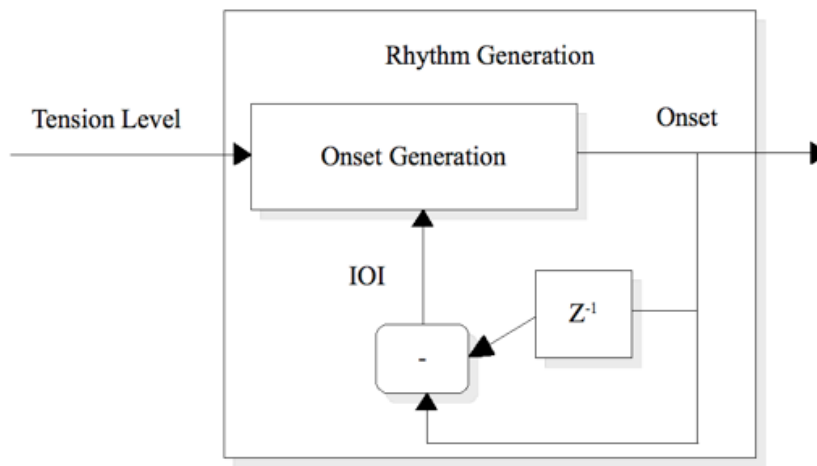 Rhythm Generation
Tension Level
Onset
Onset Generation
IOI
Z⁻¹
-